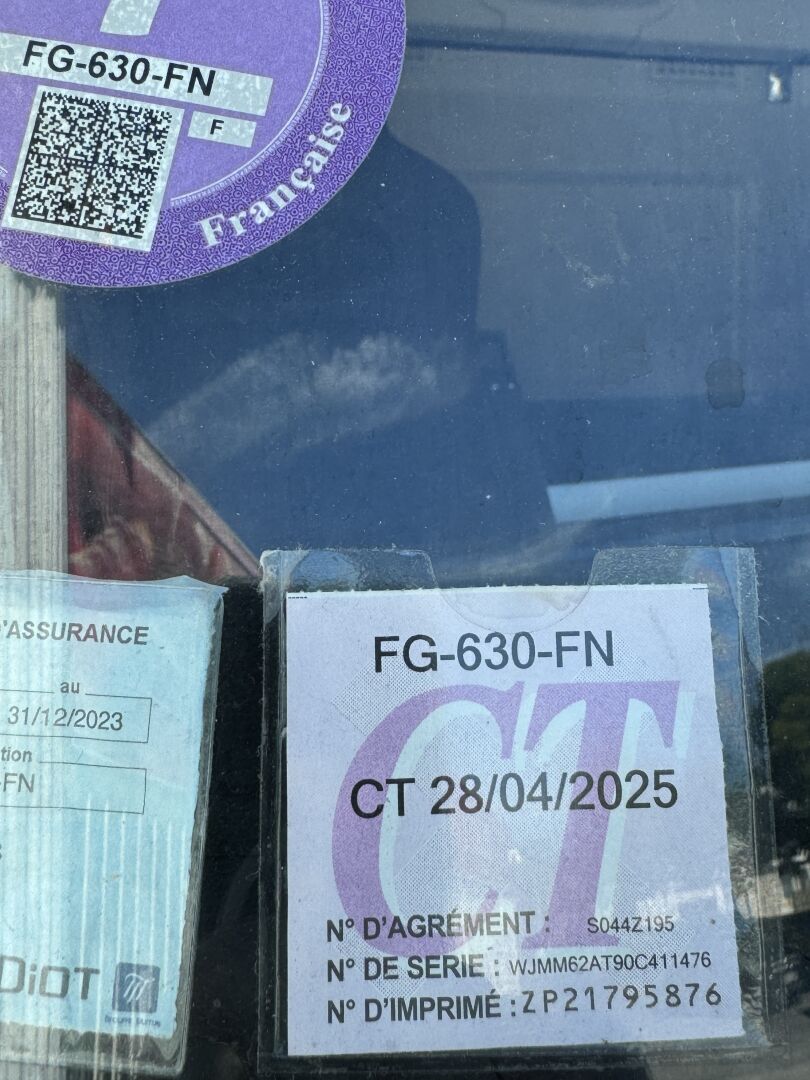 FG-630-FN
F
Française
D'ASSURANCE
au
31/12/2023
tion
-FN
DiOT
FG-630-FN
CT
CT 28/04/2025
N° D'AGRÉMENT : S044Z195
N° DE SERIE : WJMM62AT90C411476
N° D'IMPRIMÉ : ZP21795876